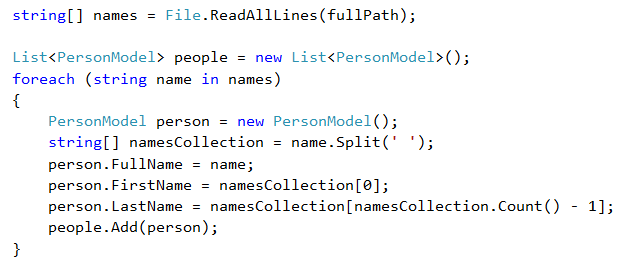 string[] names = File.ReadAllLines(fullPath);

List<PersonModel> people = new List<PersonModel>();
foreach (string name in names)
{
    PersonModel person = new PersonModel();
    string[] namesCollection = name.Split(' ');
    person.FullName = name;
    person.FirstName = namesCollection[0];
    person.LastName = namesCollection[namesCollection.Count() - 1];
    people.Add(person);
}